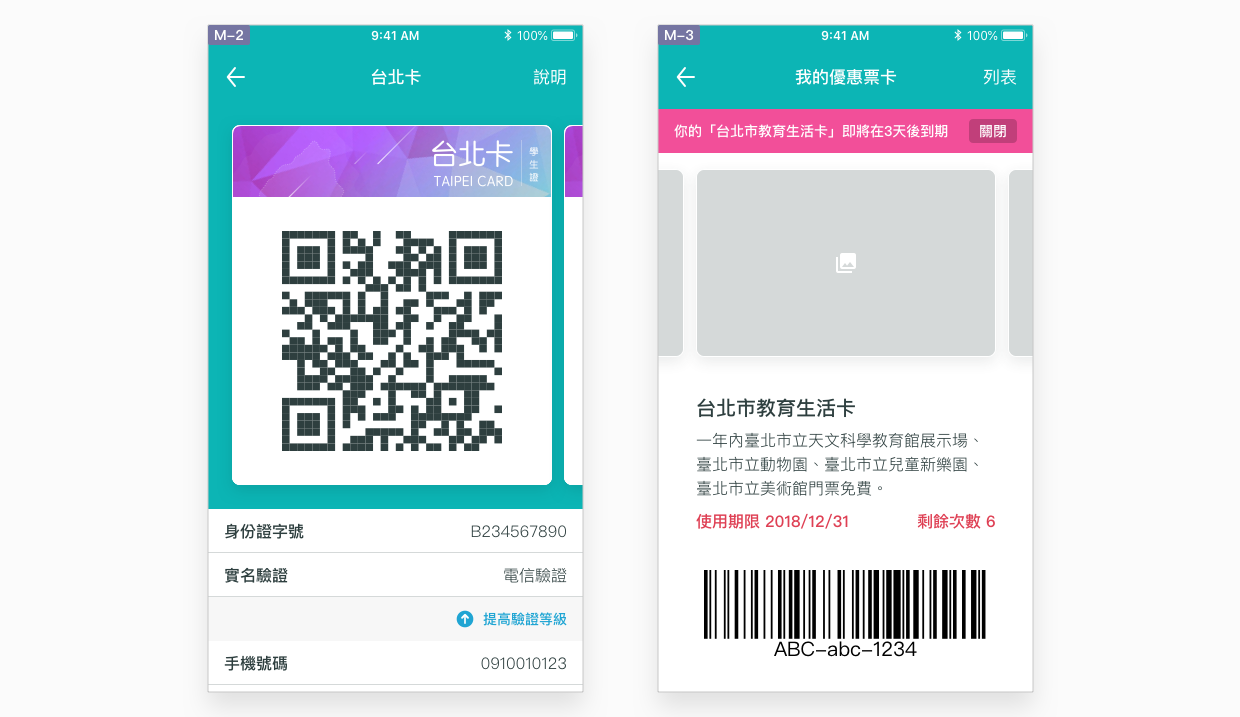 M-2
9:41 AM
100%
台北卡
說明
台北卡
學生證
TAIPEI CARD
身份證字號
B234567890
實名驗證
電信驗證
提高驗證等級
手機號碼
0910010123
M-3
9:41 AM
100%
我的優惠票卡
列表
你的「台北市教育生活卡」即將在3天後到期
關閉
台北市教育生活卡
一年內臺北市立天文科學教育館展示場、
臺北市立動物園、臺北市立兒童新樂園、
臺北市立美術館門票免費。
使用期限 2018/12/31
剩餘次數 6
ABC-abc-1234